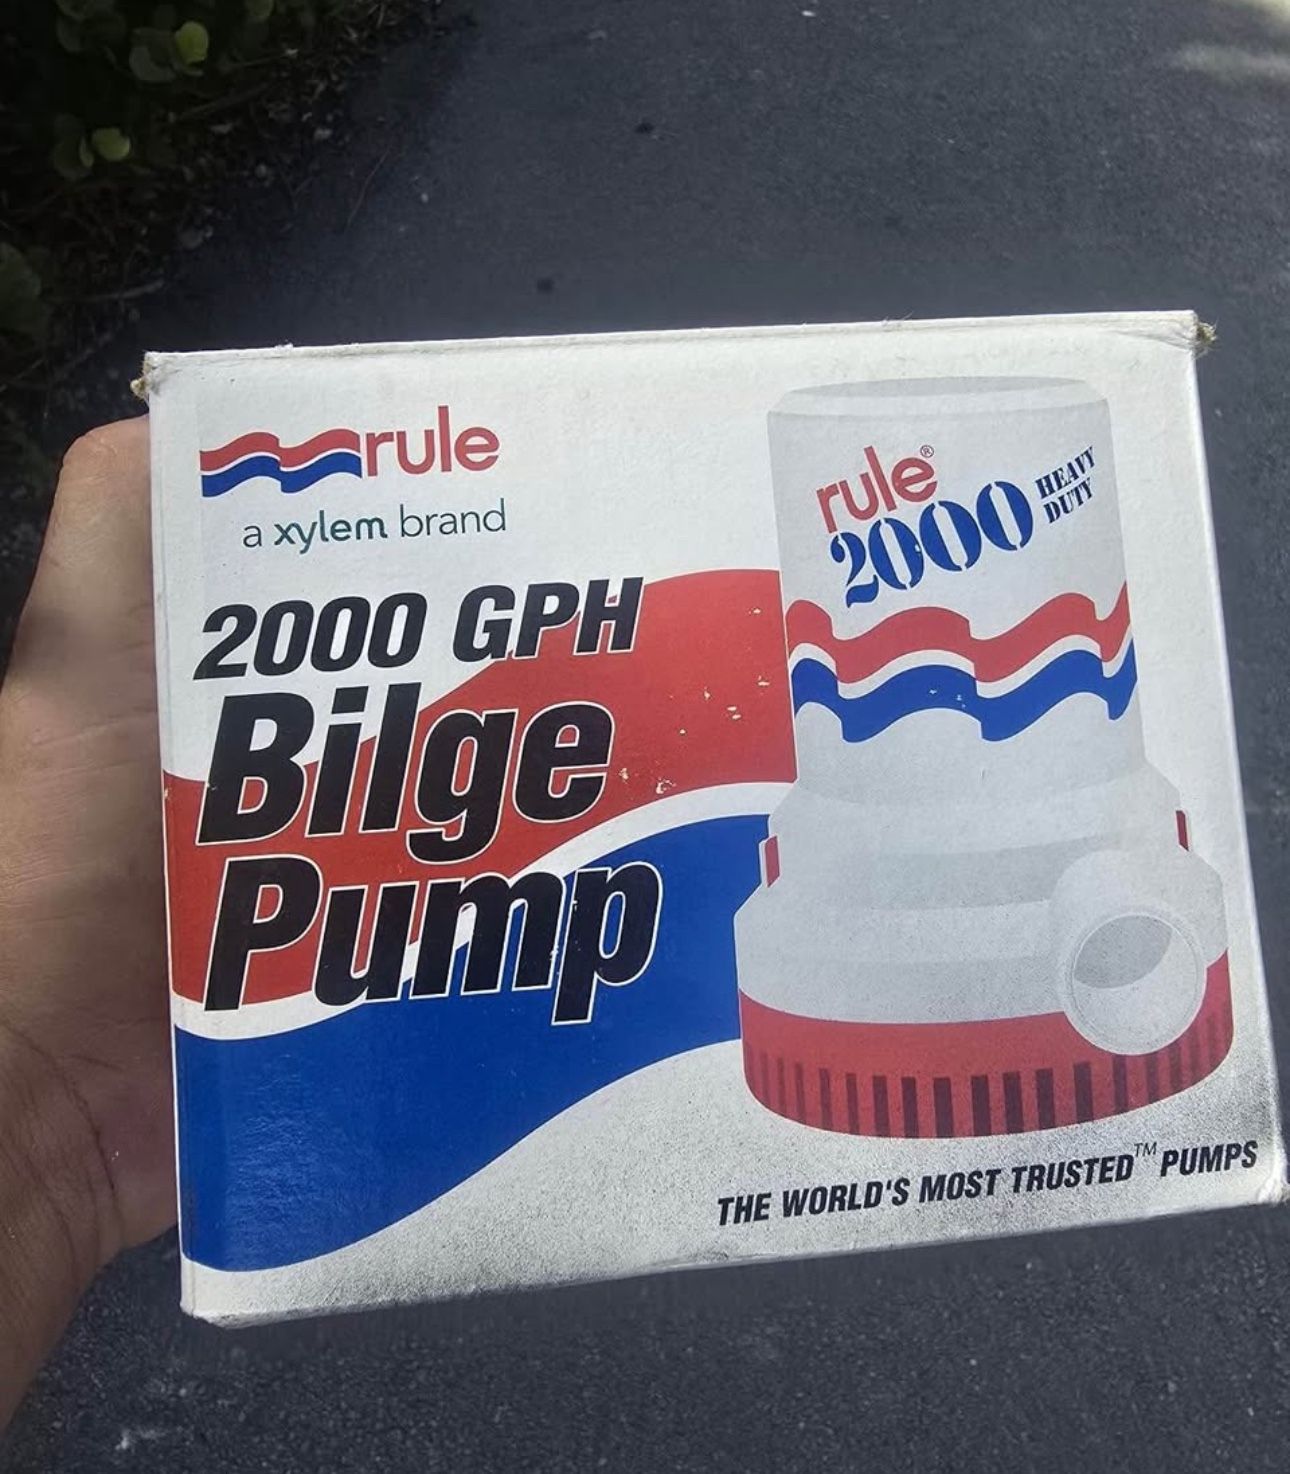 rule
a xylem brand
2000 GPH
Bilge
Pump
rule®
2000 HEAVY
DUTY
THE WORLD'S MOST TRUSTED™ PUMPS